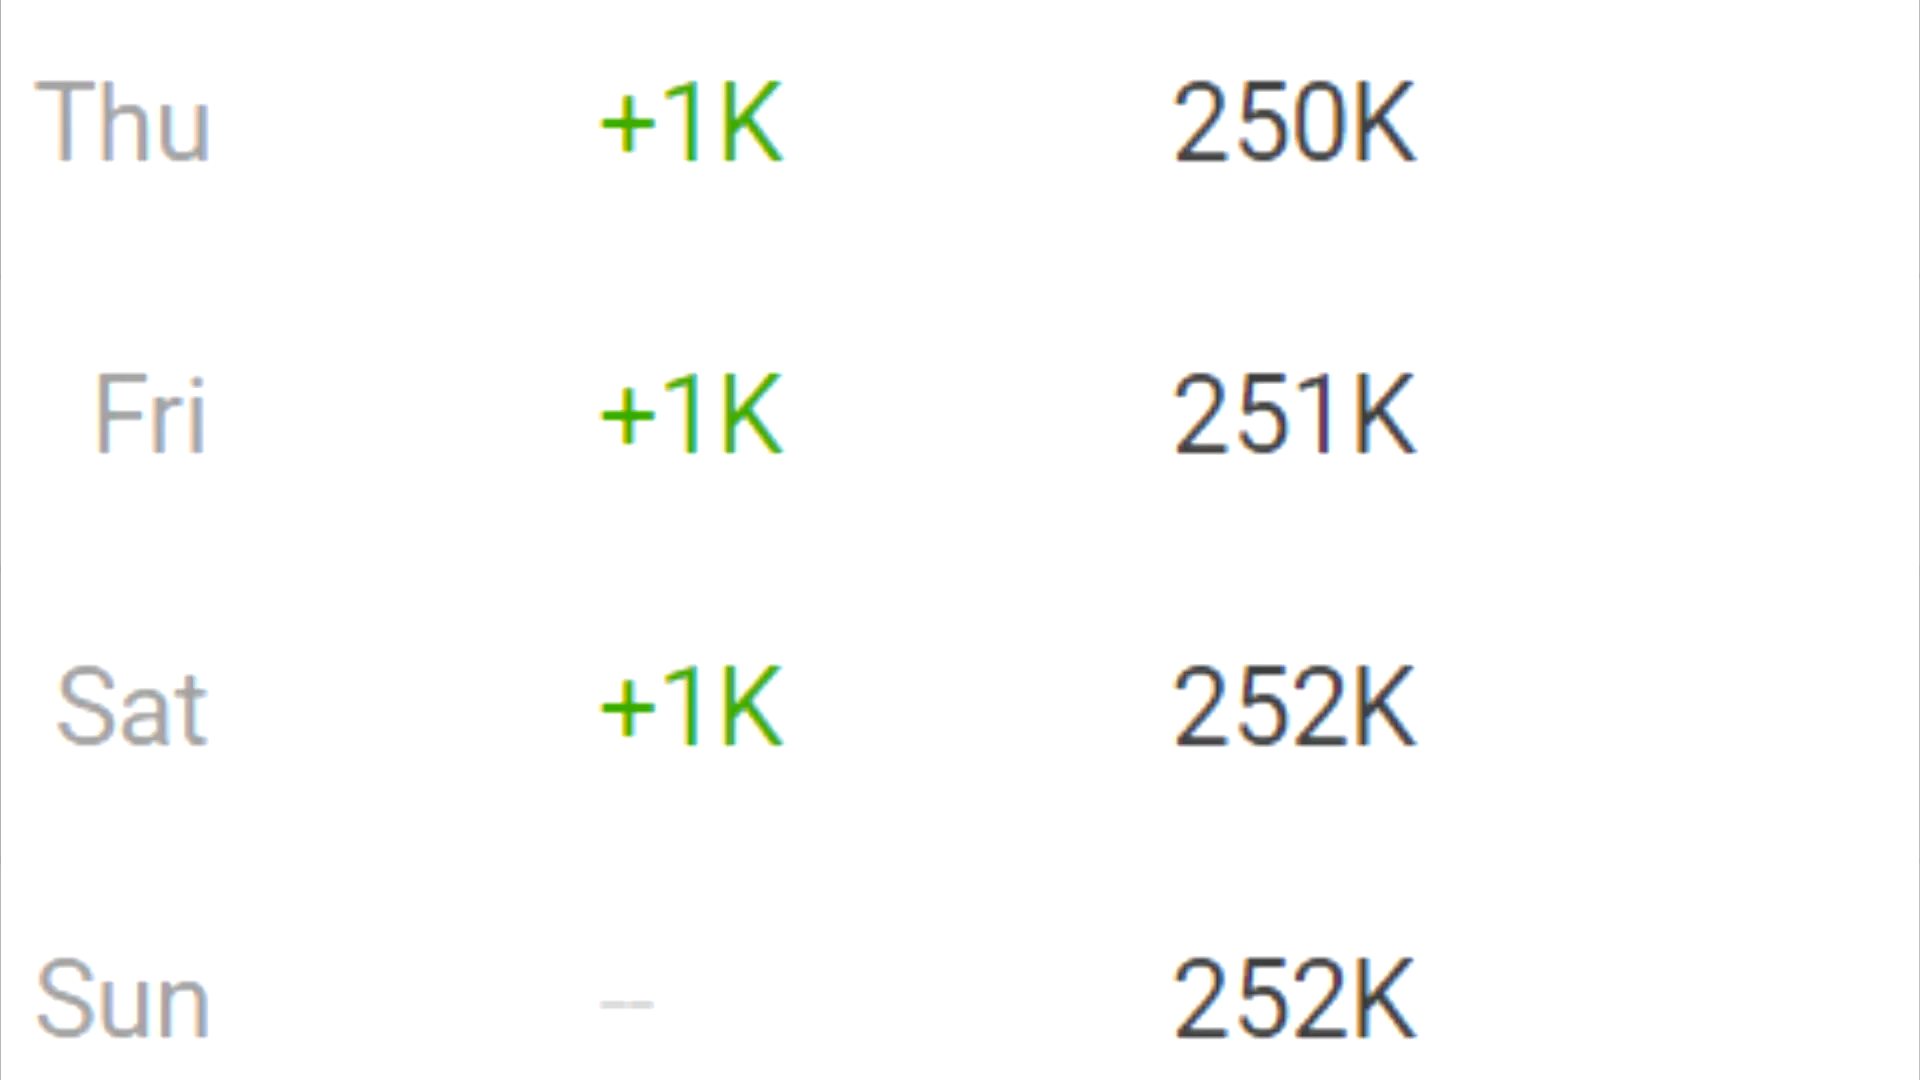 Thu +1K 250K
Fri +1K 251K
Sat +1K 252K
Sun -- 252K